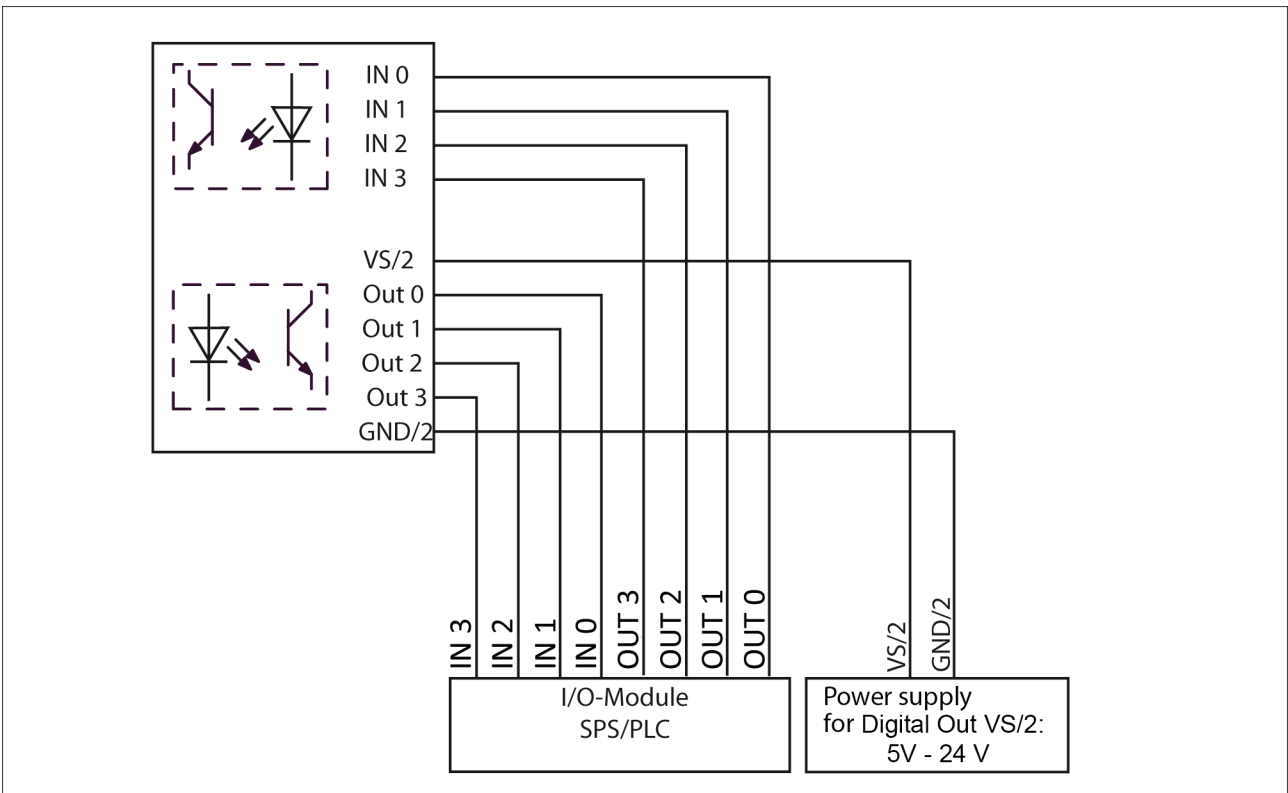 IN 0
IN 1
IN 2
IN 3
VS/2
Out 0
Out 1
Out 2
Out 3
GND/2
IN 3
IN 2
IN 1
IN 0
OUT 3
OUT 2
OUT 1
OUT 0
VS/2
GND/2
I/O-Module
SPS/PLC
Power supply
for Digital Out VS/2:
5V - 24 V